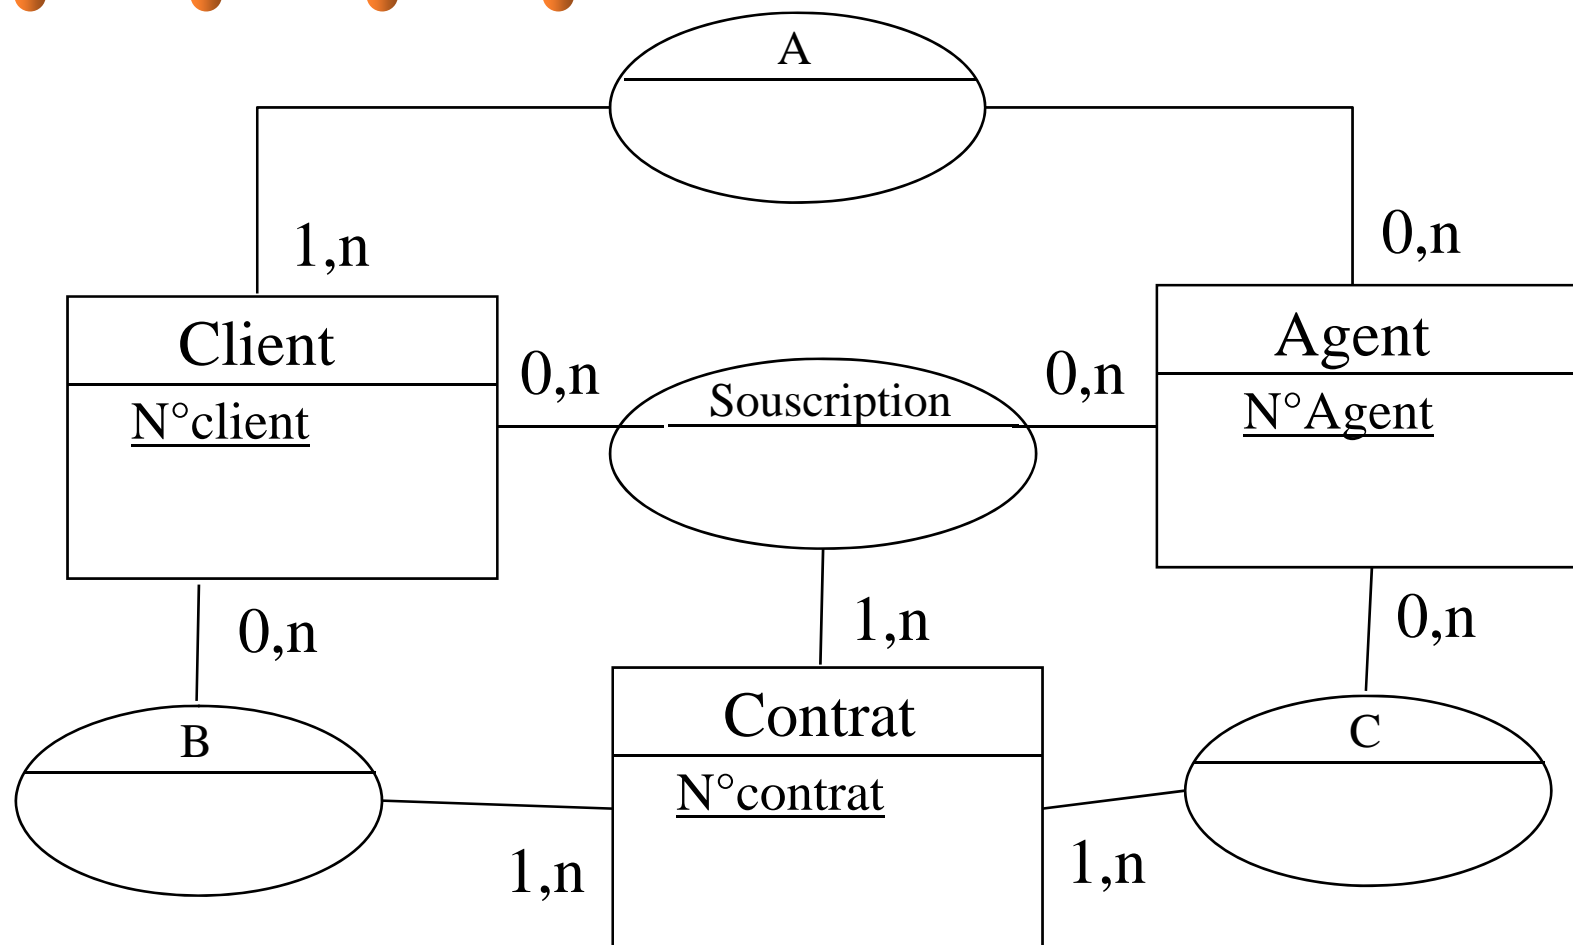 A
1,n
0,n
Client
Agent
N°client
0,n
Souscription
0,n
N°Agent
0,n
1,n
0,n
B
Contrat
C
N°contrat
1,n
1,n